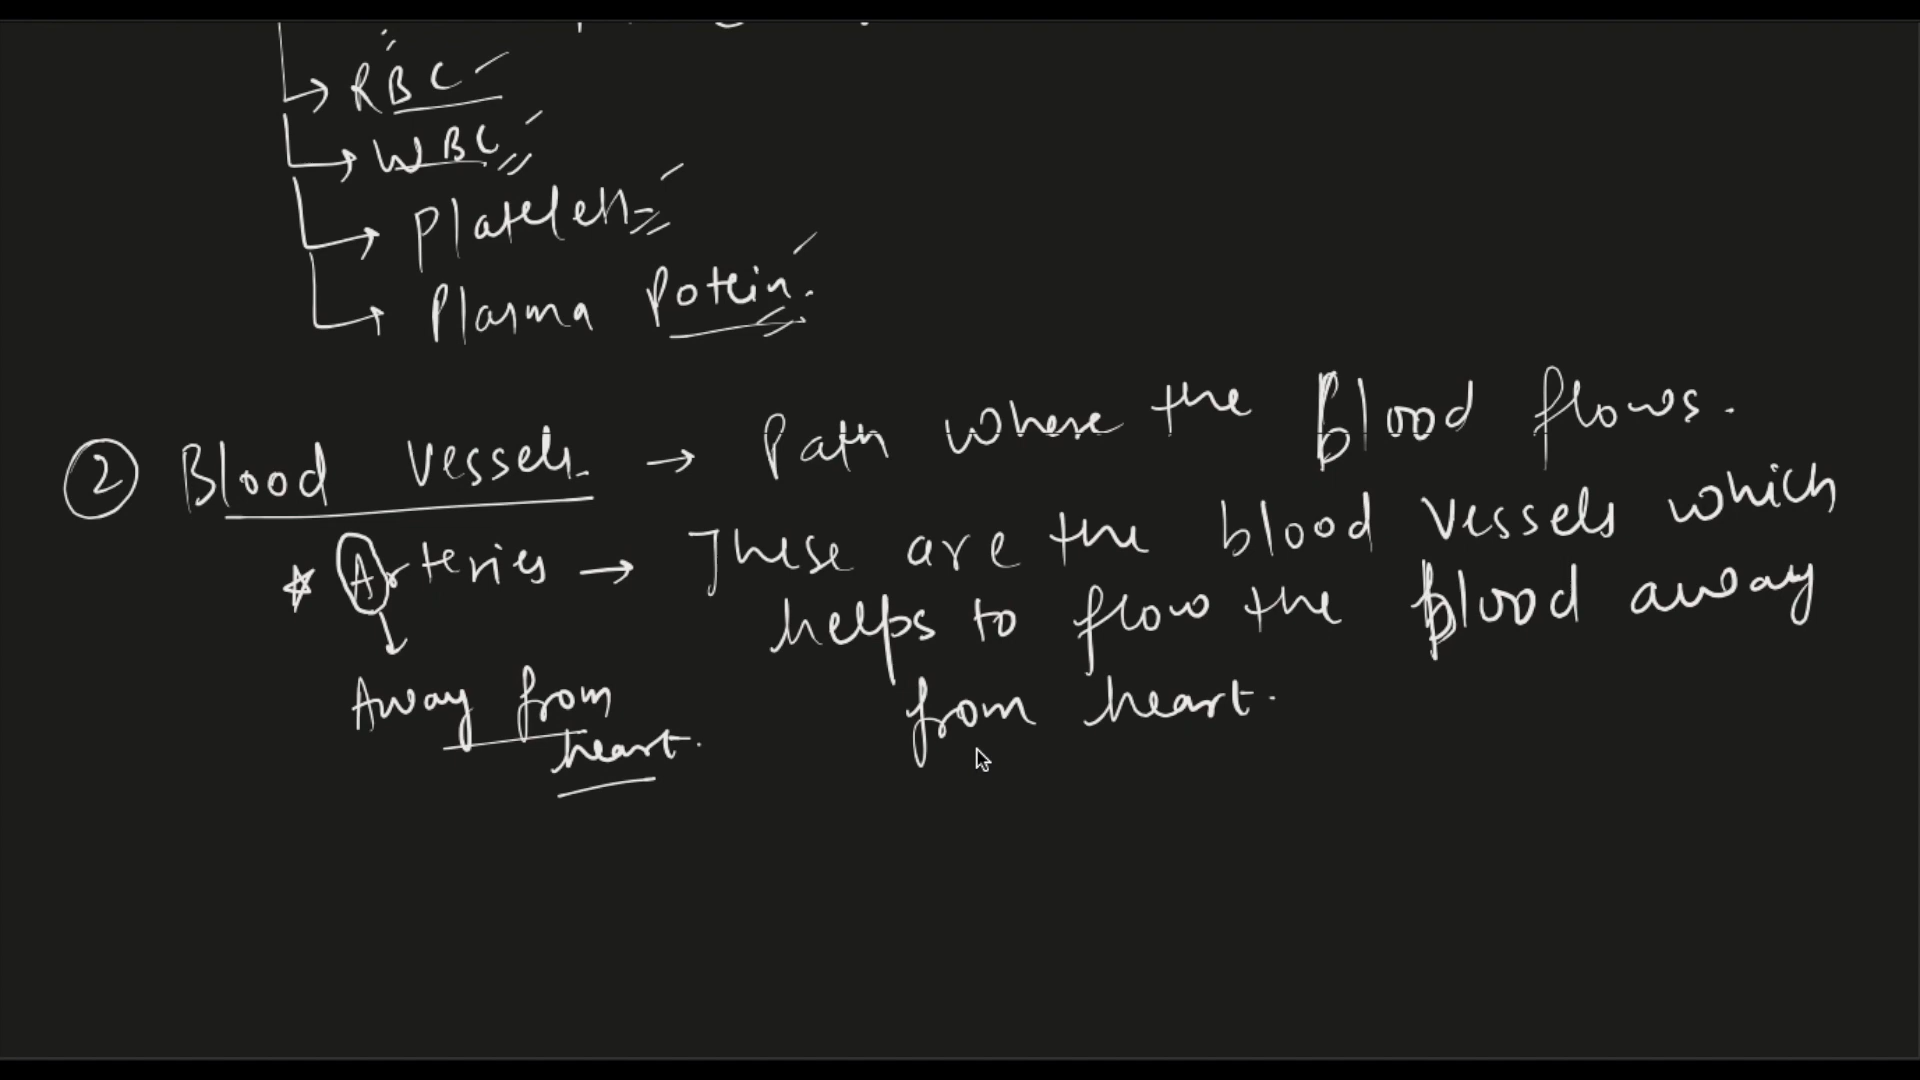 → RBC
→ WBC
→ Platelets
→ Plasma Potein.
② Blood Vessels. → Path where the Blood flows.
* Arteries → These are the blood vessels which
helps to flow the blood away
from heart.
↓
Away from
heart.